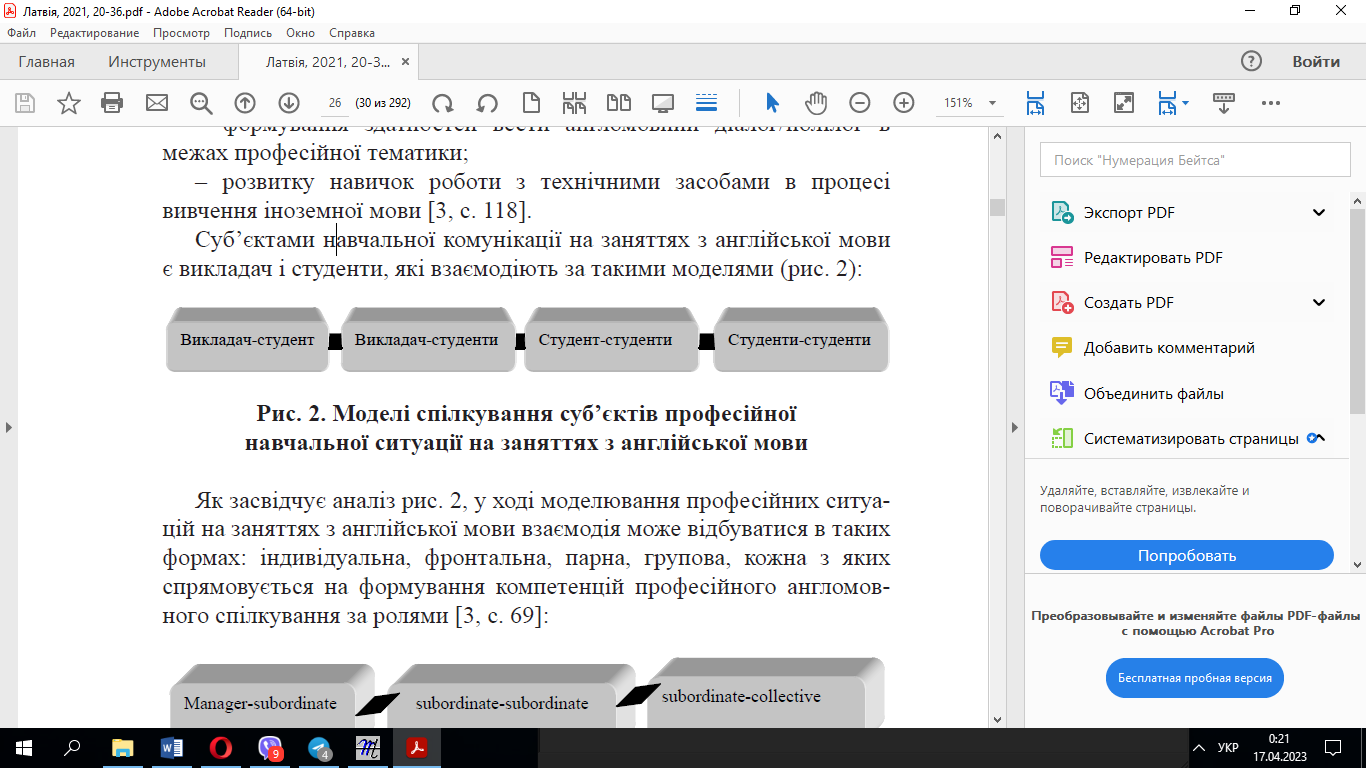 Латвія, 2021, 20-36.pdf - Adobe Acrobat Reader (64-bit)
Файл Редактирование Просмотр Подпись Окно Справка
Главная Инструменты Латвія, 2021, 20-3... × Войти
26 (30 из 292) 151%
формування здатностей вести англомовний діалог/полілог в
межах професійної тематики;
– розвитку навичок роботи з технічними засобами в процесі
вивчення іноземної мови [3, с. 118].
Суб’єктами навчальної комунікації на заняттях з англійської мови
є викладач і студенти, які взаємодіють за такими моделями (рис. 2):
Викладач-студент Викладач-студенти Студент-студенти Студенти-студенти
Рис. 2. Моделі спілкування суб’єктів професійної
навчальної ситуації на заняттях з англійської мови
Як засвідчує аналіз рис. 2, у ході моделювання професійних ситуа-
цій на заняттях з англійської мови взаємодія може відбуватися в таких
формах: індивідуальна, фронтальна, парна, групова, кожна з яких
спрямовується на формування компетенцій професійного англомов-
ного спілкування за ролями [3, с. 69]:
Manager-subordinate subordinate-subordinate subordinate-collective
Поиск "Нумерация Бейтса"
Экспорт PDF
Редактировать PDF
Создать PDF
Добавить комментарий
Объединить файлы
Систематизировать страницы
Удаляйте, вставляйте, извлекайте и
поворачивайте страницы.
Попробовать
Преобразовывайте и изменяйте файлы PDF-файлы
с помощью Acrobat Pro
Бесплатная пробная версия
9 4 УКР 0:21
17.04.2023